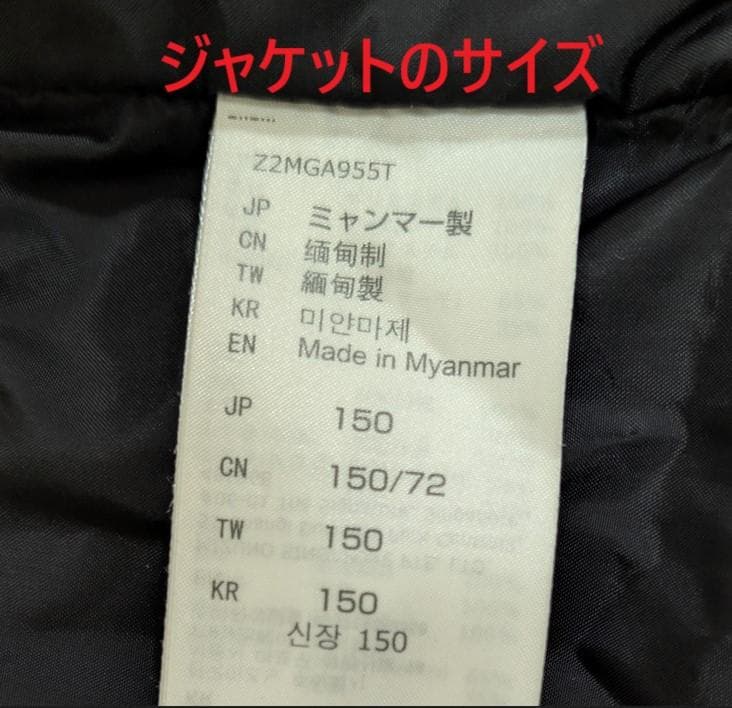 ジャケットのサイズ
Z2MGA955T
JP ミャンマー製
CN 缅甸制
TW 緬甸製
KR 미얀마제
EN Made in Myanmar
JP 150
CN 150/72
TW 150
KR 150
신장 150